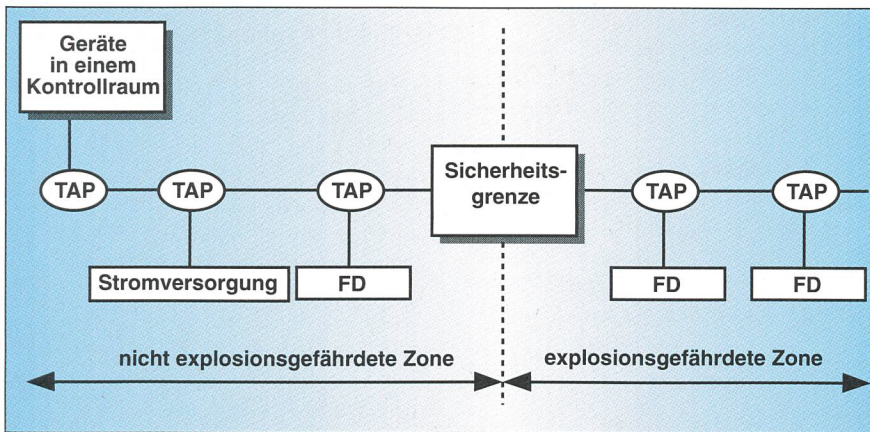 Geräte
in einem
Kontrollraum
TAP
TAP
TAP
Sicherheits-
grenze
TAP
TAP
Stromversorgung
FD
FD
FD
nicht explosionsgefährdete Zone
explosionsgefährdete Zone